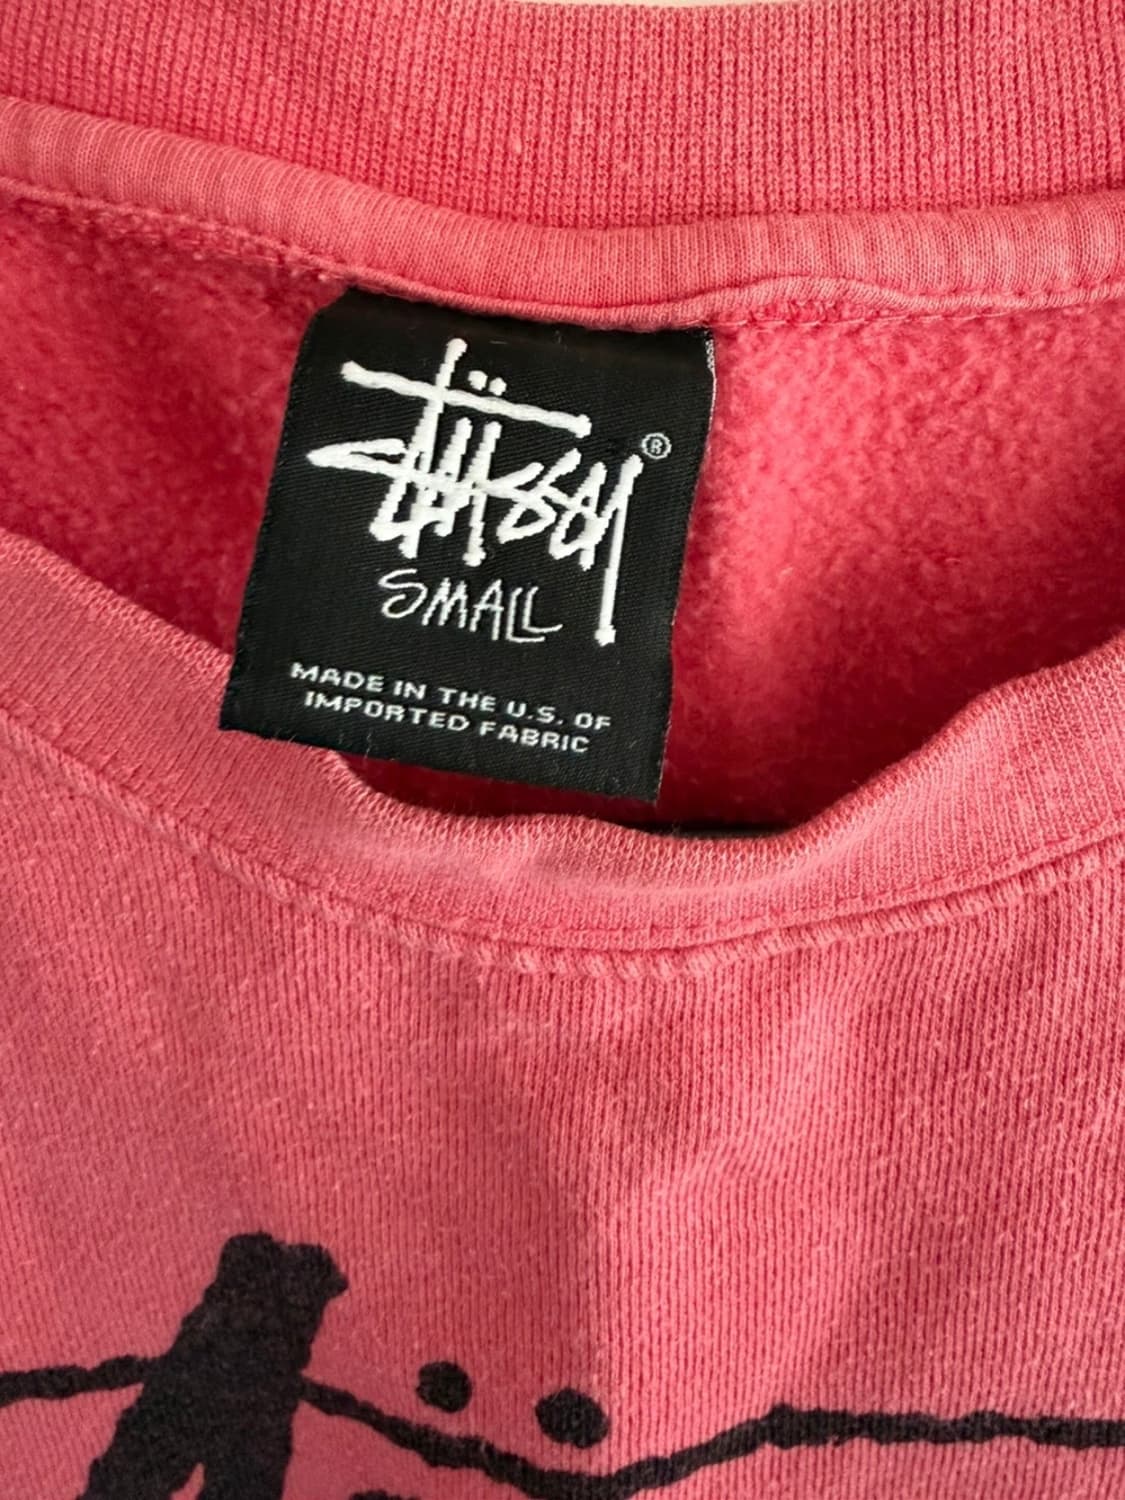 Stüssy ®
SMALL
MADE IN THE U.S. OF
IMPORTED FABRIC